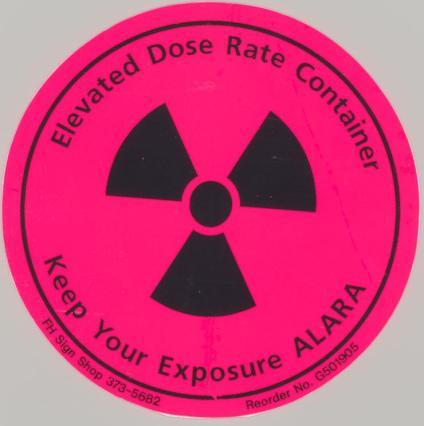 Elevated Dose Rate Container
Keep Your Exposure ALARA
FH Sign Shop 373-5682
Reorder No. G501905